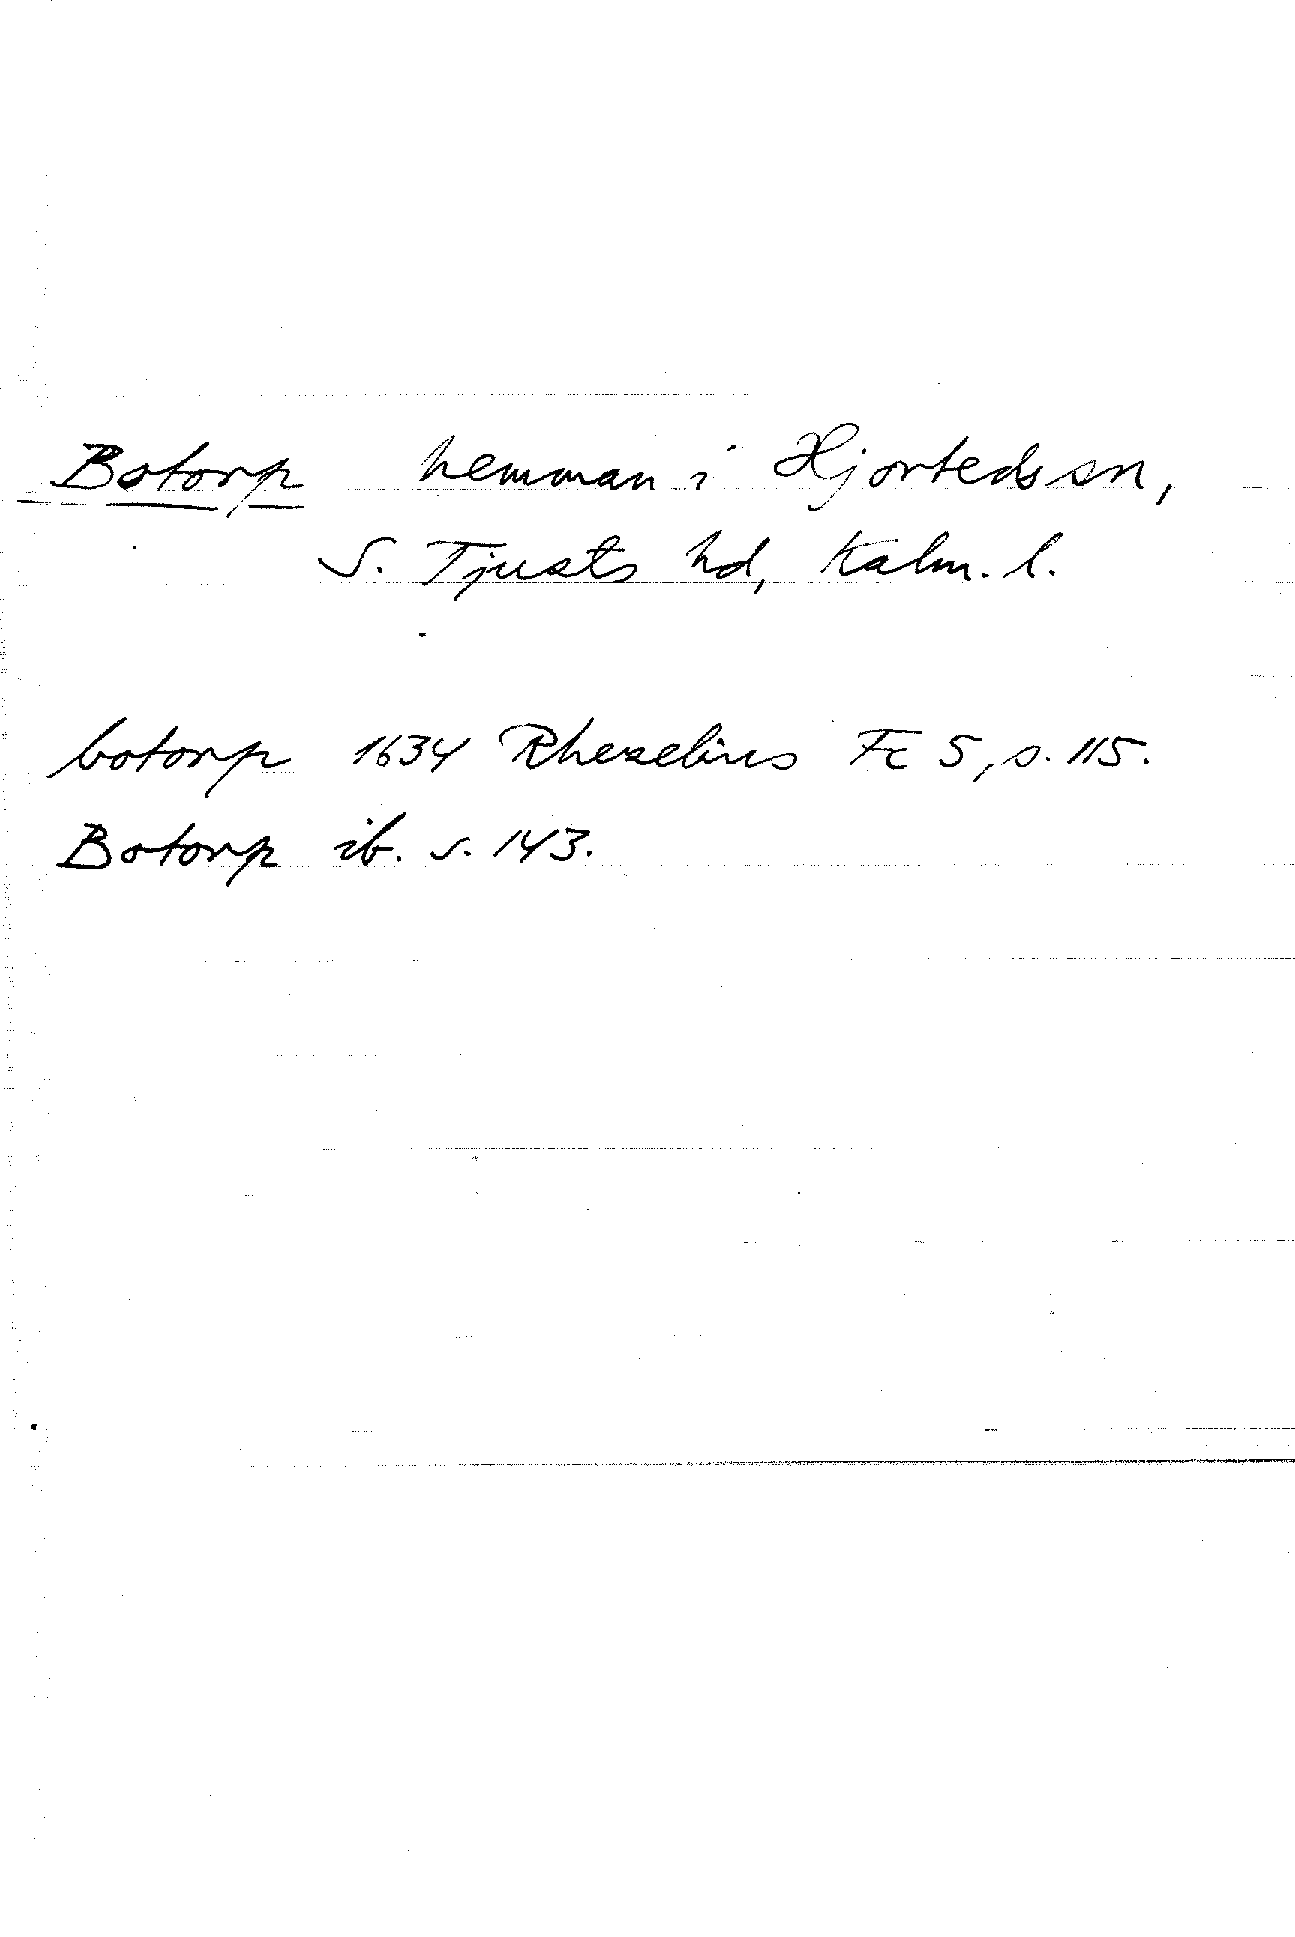 Botorp hemman i Hjorteds sn,
S. Tjusts hd, Kalm. l.
botorp 1634 Rhezelius Fc 5, s. 115.
Botorp ib. s. 143.